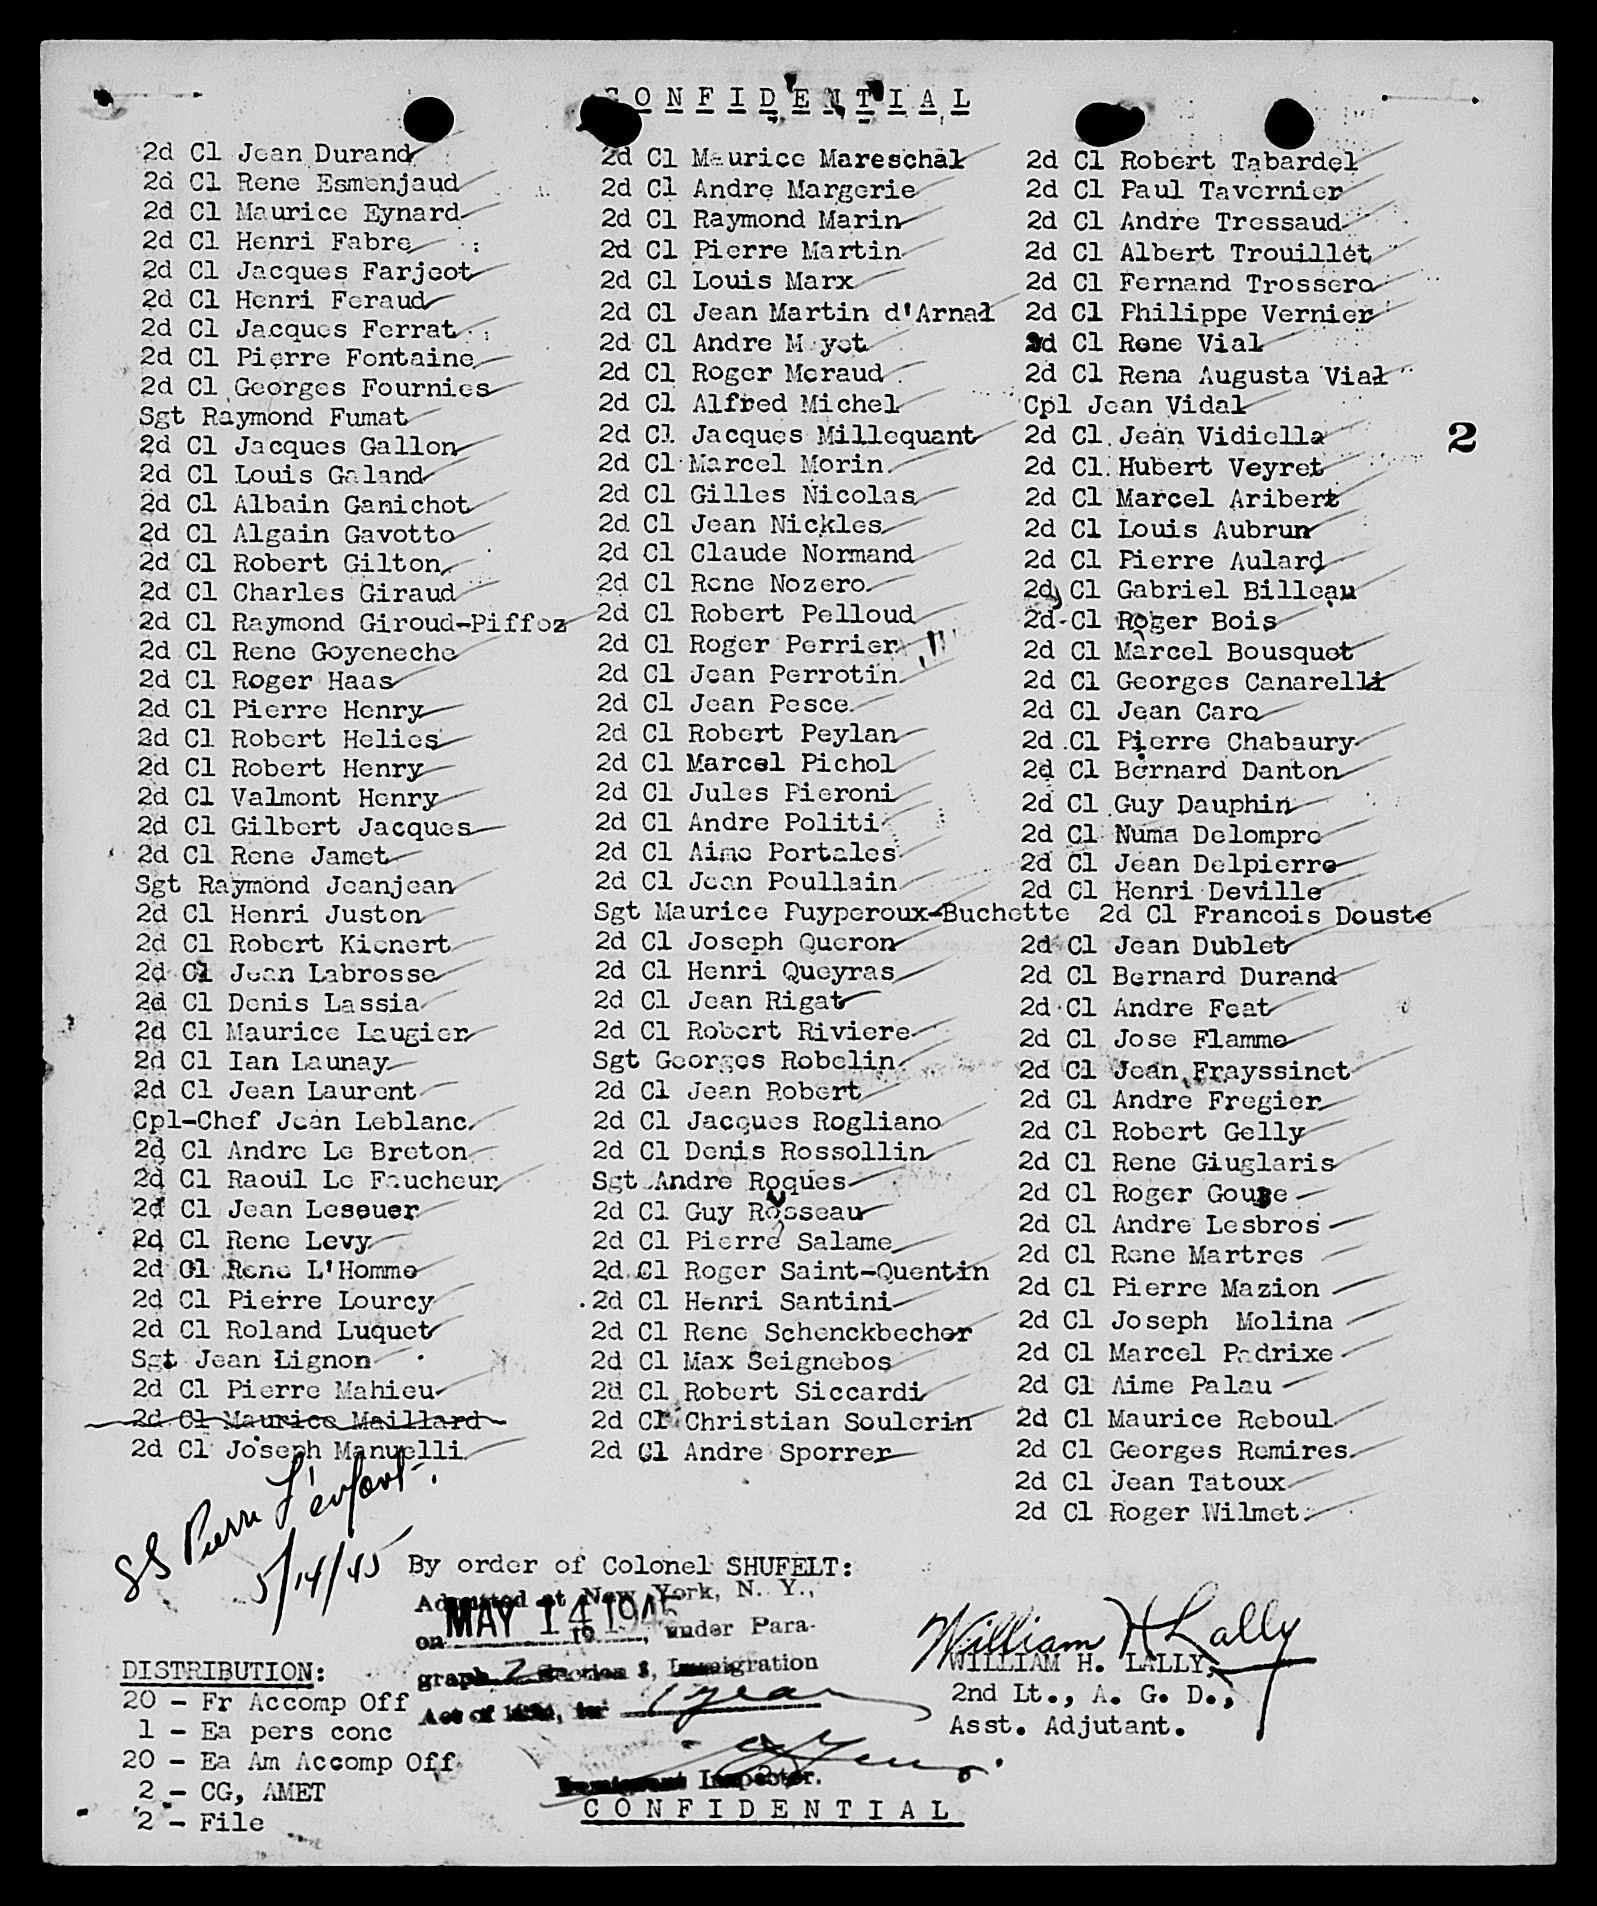 CONFIDENTIAL
2d Cl Jean Durand
2d Cl Rene Esmenjaud
2d Cl Maurice Eynard
2d Cl Henri Fabre
2d Cl Jacques Farjeot
2d Cl Henri Feraud
2d Cl Jacques Ferrat
2d Cl Pierre Fontaine
2d Cl Georges Fournies
Sgt Raymond Fumat
2d Cl Jacques Gallon
2d Cl Louis Galand
2d Cl Albain Ganichot
2d Cl Algain Gavotto
2d Cl Robert Gilton
2d Cl Charles Giraud
2d Cl Raymond Giroud-Piffoz
2d Cl Rene Goyeneche
2d Cl Roger Haas
2d Cl Pierre Henry
2d Cl Robert Helies
2d Cl Robert Henry
2d Cl Valmont Henry
2d Cl Gilbert Jacques
2d Cl Rene Jamet
Sgt Raymond Jeanjean
2d Cl Henri Juston
2d Cl Robert Kienert
2d Cl Jean Labrosse
2d Cl Denis Lassia
2d Cl Maurice Laugier
2d Cl Ian Launay
2d Cl Jean Laurent
Cpl-Chef Jean Leblanc
2d Cl Andre Le Breton
2d Cl Raoul Le Faucheur
2d Cl Jean Lesouer
2d Cl Rene Levy
2d Cl Rene L'Homme
2d Cl Pierre Lourcy
2d Cl Roland Luquet
Sgt Jean Lignon
2d Cl Pierre Mahieu
2d Cl Maurice Maillard
2d Cl Joseph Manuelli
2d Cl Maurice Mareschal
2d Cl Andre Margerie
2d Cl Raymond Marin
2d Cl Pierre Martin
2d Cl Louis Marx
2d Cl Jean Martin d'Arnal
2d Cl Andre Mayet
2d Cl Roger Meraud
2d Cl Alfred Michel
2d Cl Jacques Millequant
2d Cl Marcel Morin
2d Cl Gilles Nicolas
2d Cl Jean Nickles
2d Cl Claude Normand
2d Cl Rene Nozero
2d Cl Robert Pelloud
2d Cl Roger Perrier
2d Cl Jean Perrotin
2d Cl Jean Pesce
2d Cl Robert Peylan
2d Cl Marcel Pichol
2d Cl Jules Pieroni
2d Cl Andre Politi
2d Cl Aime Portales
2d Cl Jean Poullain
Sgt Maurice Puyperoux-Buchette
2d Cl Joseph Queron
2d Cl Henri Queyras
2d Cl Jean Rigat
2d Cl Robert Riviere
Sgt Georges Robelin
2d Cl Jean Robert
2d Cl Jacques Rogliano
2d Cl Denis Rossollin
Sgt Andre Roques
2d Cl Guy Rosseau
2d Cl Pierre Salame
2d Cl Roger Saint-Quentin
2d Cl Henri Santini
2d Cl Rene Schenckbecher
2d Cl Max Seignebos
2d Cl Robert Siccardi
2d Cl Christian Soulerin
2d Cl Andre Sporrer
2d Cl Robert Tabardel
2d Cl Paul Tavernier
2d Cl Andre Tressaud
2d Cl Albert Trouillet
2d Cl Fernand Trossero
2d Cl Philippe Vernier
2d Cl Rene Vial
2d Cl Rena Augusta Vial
Cpl Jean Vidal
2d Cl Jean Vidiella
2d Cl Hubert Veyret
2d Cl Marcel Aribert
2d Cl Louis Aubrun
2d Cl Pierre Aulard
2d Cl Gabriel Billeau
2d Cl Roger Bois
2d Cl Marcel Bousquet
2d Cl Georges Canarelli
2d Cl Jean Caro
2d Cl Pierre Chabaury
2d Cl Bernard Danton
2d Cl Guy Dauphin
2d Cl Numa Delompre
2d Cl Jean Delpierre
2d Cl Henri Deville
2d Cl Francois Douste
2d Cl Jean Dublet
2d Cl Bernard Durand
2d Cl Andre Feat
2d Cl Jose Flamme
2d Cl Jean Frayssinet
2d Cl Andre Fregier
2d Cl Robert Gelly
2d Cl Rene Giuglaris
2d Cl Roger Gouze
2d Cl Andre Lesbros
2d Cl Rene Martres
2d Cl Pierre Mazion
2d Cl Joseph Molina
2d Cl Marcel Padrixe
2d Cl Aime Palau
2d Cl Maurice Reboul
2d Cl Georges Remires
2d Cl Jean Tatoux
2d Cl Roger Wilmet
2
SS Pierre L'enfant.
5/14/45
By order of Colonel SHUFELT:
Admitted at New York, N. Y.,
on MAY 14 1945 19, under Para-
graph 2 Section 3, Immigration
Act of 1924, for 1 year
Inspector.
William H Lally
WILLIAM H. LALLY,
2nd Lt., A. G. D.,
Asst. Adjutant.
DISTRIBUTION:
20 - Fr Accomp Off
1 - Ea pers conc
20 - Ea Am Accomp Off
2 - CG, AMET
2 - File
CONFIDENTIAL